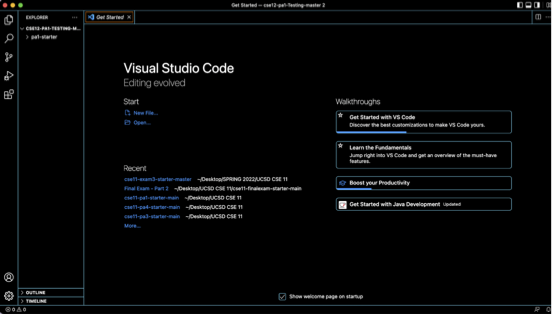 Get Started — cse12-pa1-Testing-master 2
EXPLORER
Get Started
CSE12-PA1-TESTING-M...
pa1-starter
Visual Studio Code
Editing evolved
Start
New File...
Open...
Recent
cse11-exam3-starter-master ~/Desktop/SPRING 2022/UCSD CSE 11
Final Exam - Part 2 ~/Desktop/UCSD CSE 11/cse11-finalexam-starter-main
cse11-pa1-starter-main ~/Desktop/UCSD CSE 11
cse11-pa4-starter-main ~/Desktop/UCSD CSE 11
cse11-pa3-starter-main ~/Desktop/UCSD CSE 11
More...
Walkthroughs
Get Started with VS Code
Discover the best customizations to make VS Code yours.
Learn the Fundamentals
Jump right into VS Code and get an overview of the must-have
features.
Boost your Productivity
Get Started with Java Development Updated
Show welcome page on startup
OUTLINE
TIMELINE
0 0